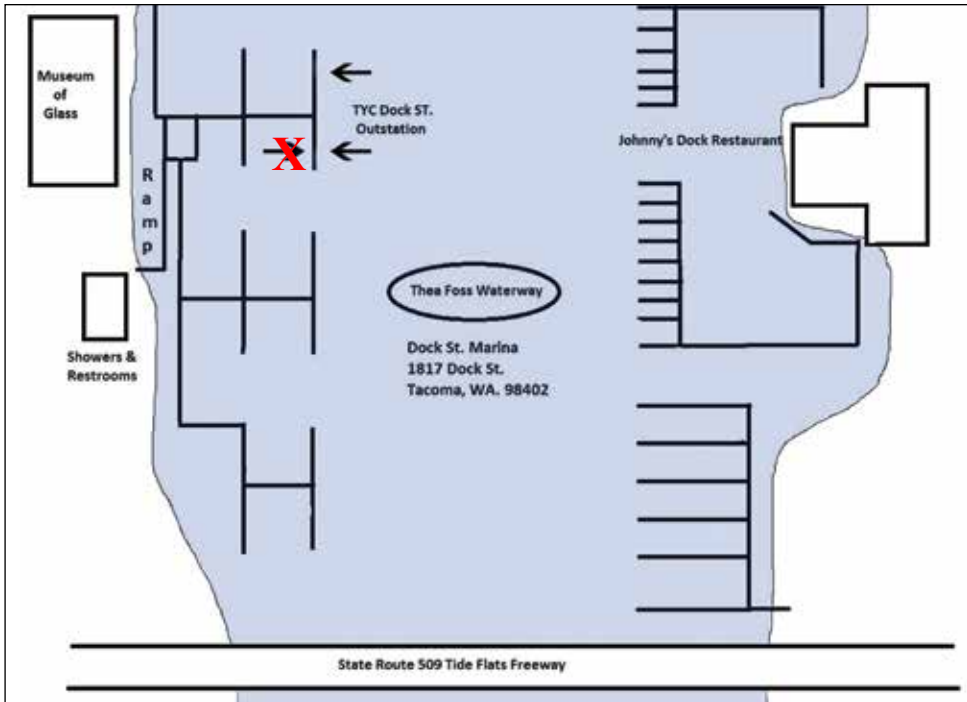 Museum
of
Glass
TYC Dock ST.
Outstation
X
Johnny's Dock Restaurant
R
a
m
p
Thea Foss Waterway
Showers &
Restrooms
Dock St. Marina
1817 Dock St.
Tacoma, WA. 98402
State Route 509 Tide Flats Freeway